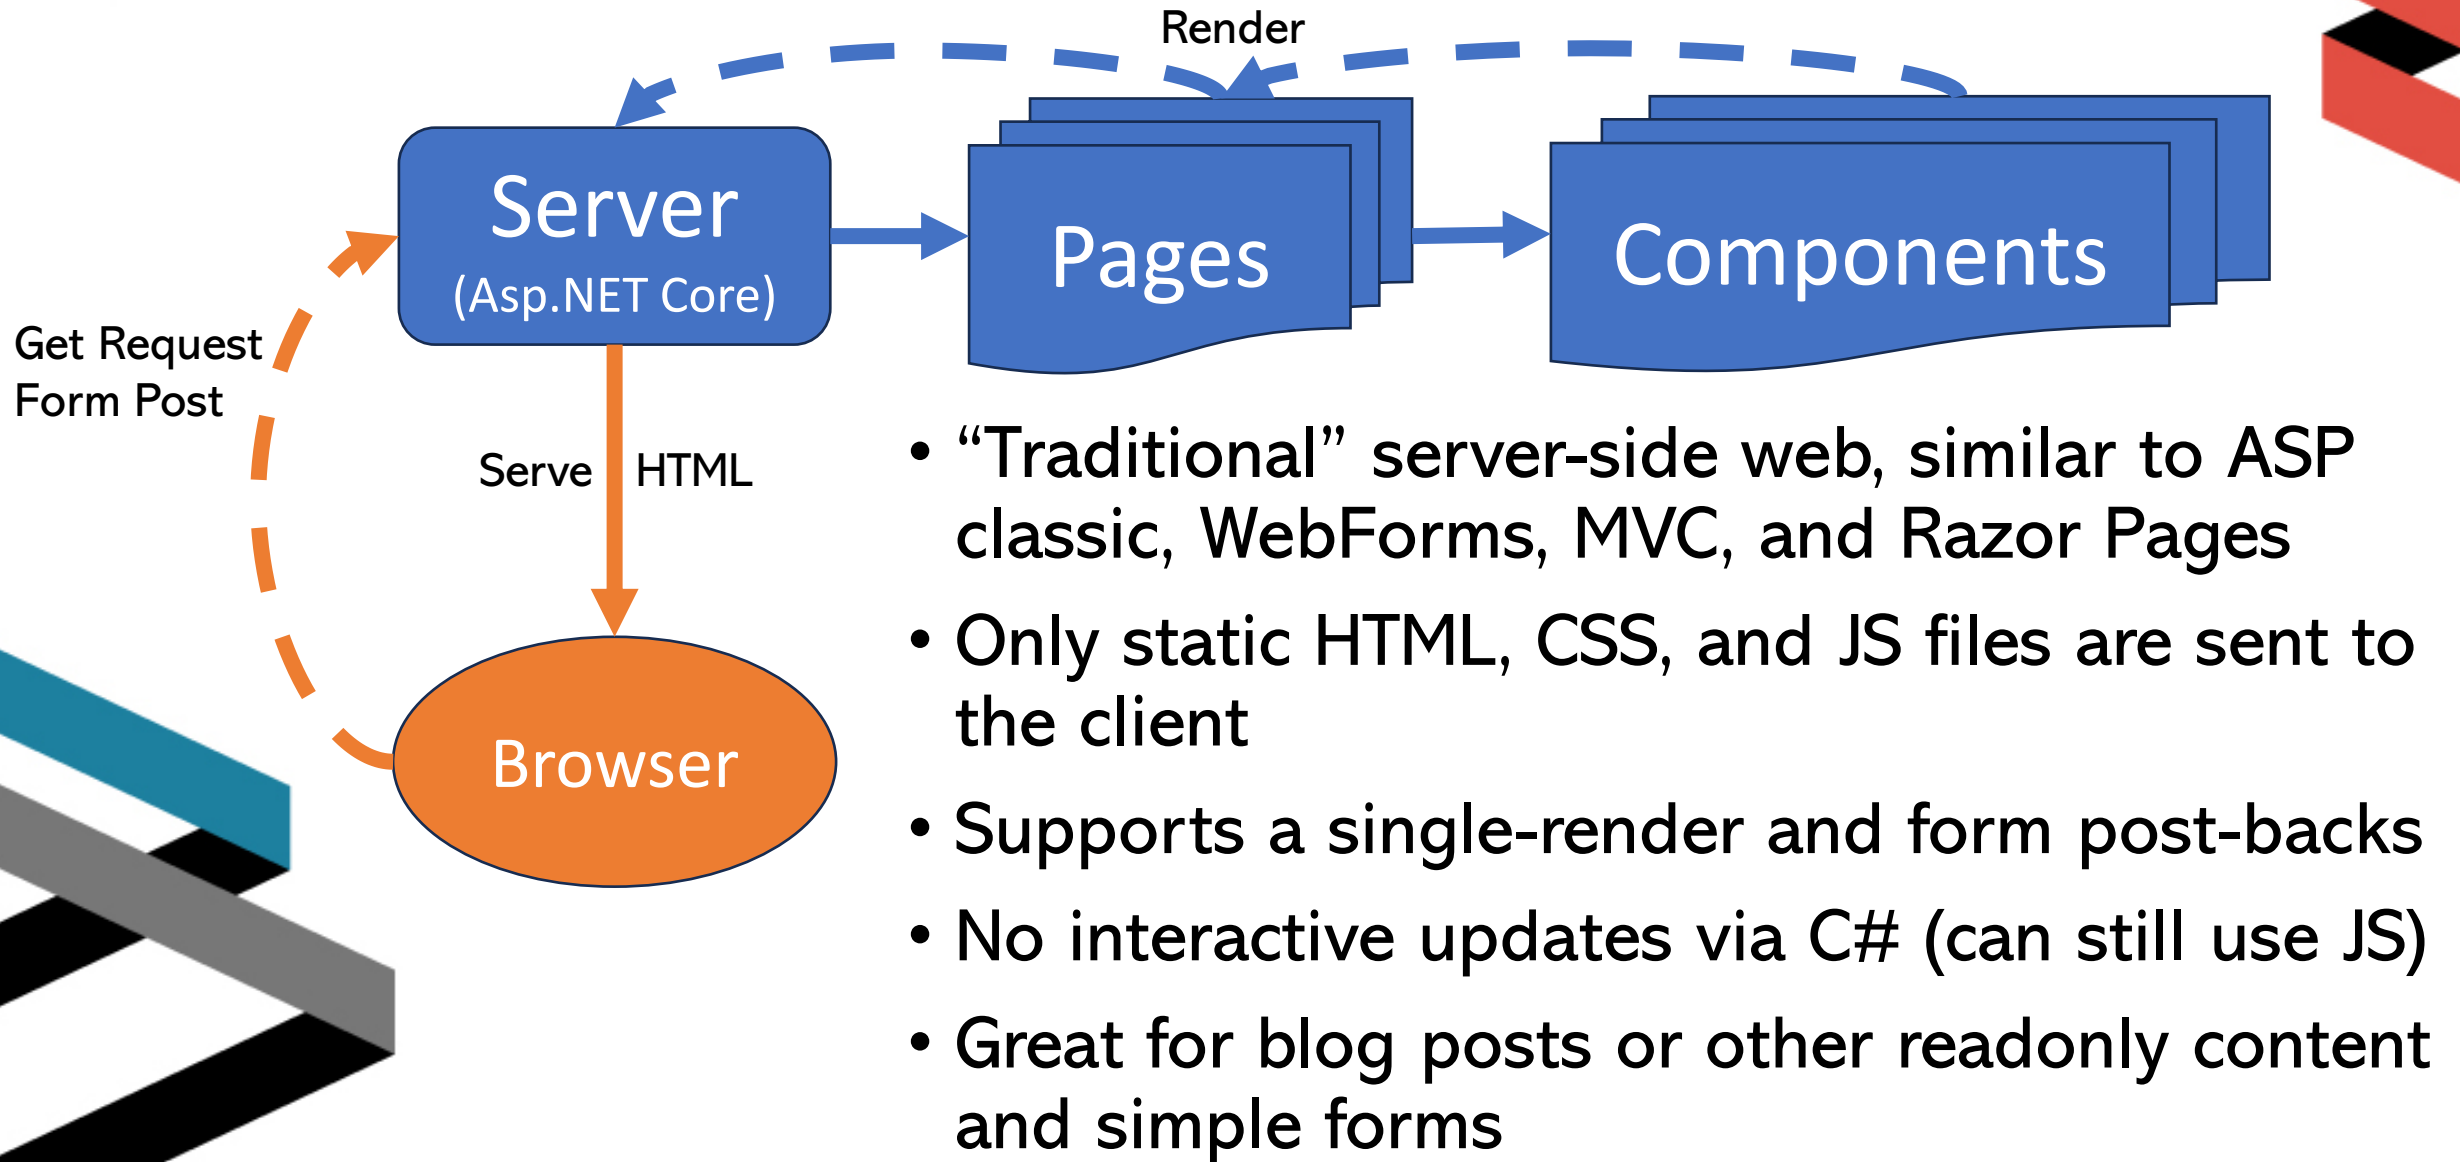 Render
Server
(Asp.NET Core)
Pages
Components
Get Request
Form Post
Serve HTML
Browser
• “Traditional” server-side web, similar to ASP
classic, WebForms, MVC, and Razor Pages
• Only static HTML, CSS, and JS files are sent to
the client
• Supports a single-render and form post-backs
• No interactive updates via C# (can still use JS)
• Great for blog posts or other readonly content
and simple forms